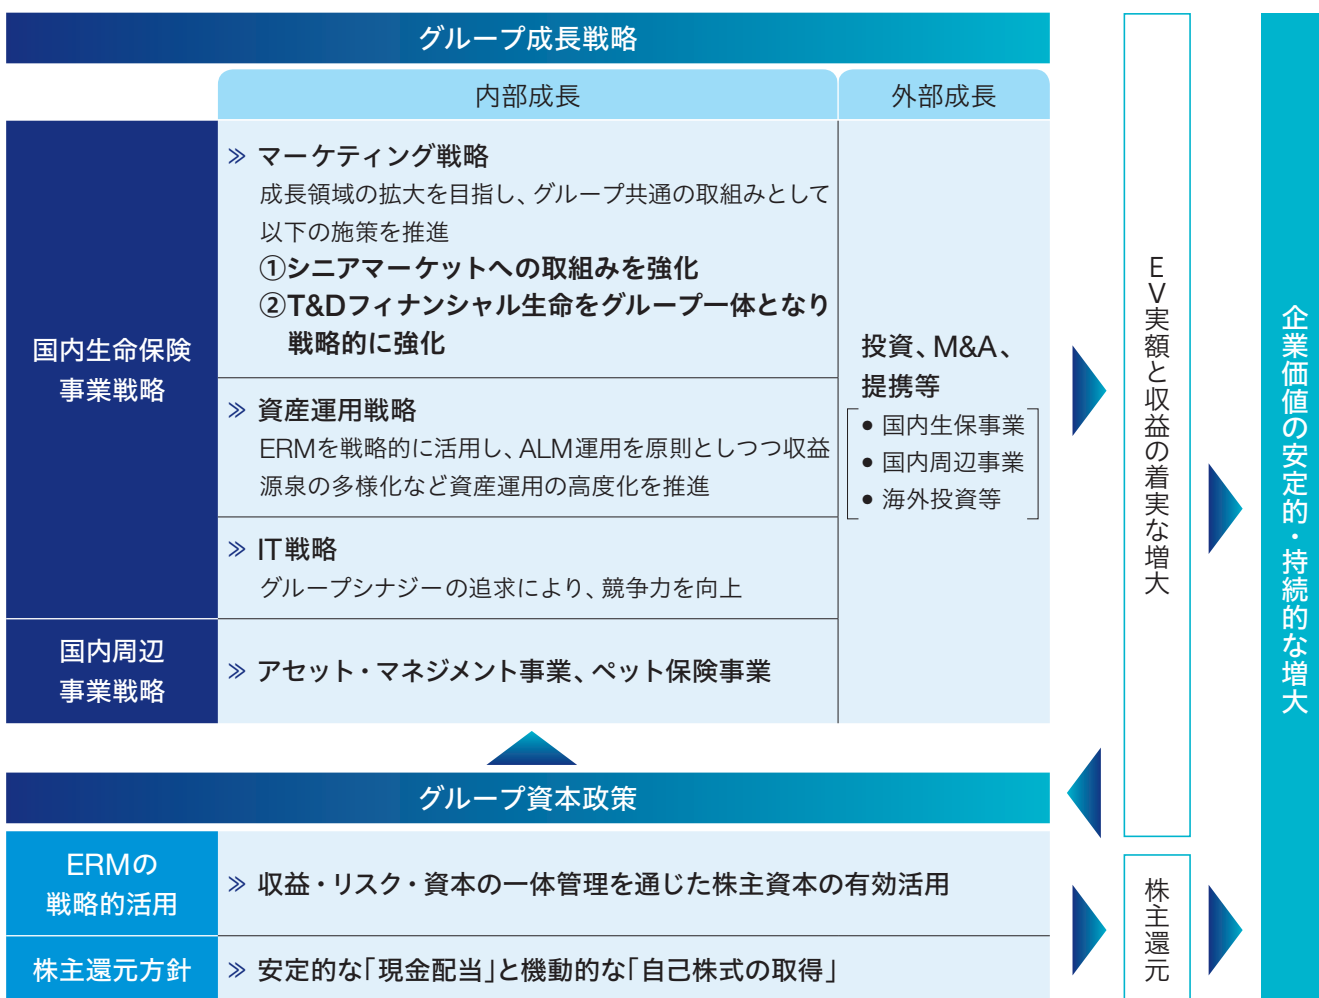 グループ成長戦略
内部成長
外部成長
国内生命保険
事業戦略
≫ マーケティング戦略
成長領域の拡大を目指し、グループ共通の取組みとして
以下の施策を推進
①シニアマーケットへの取組みを強化
②T&Dフィナンシャル生命をグループ一体となり
戦略的に強化
≫ 資産運用戦略
ERMを戦略的に活用し、ALM運用を原則としつつ収益
源泉の多様化など資産運用の高度化を推進
≫ IT戦略
グループシナジーの追求により、競争力を向上
国内周辺
事業戦略
≫ アセット・マネジメント事業、ペット保険事業
投資、M&A、
提携等
● 国内生保事業
● 国内周辺事業
● 海外投資等
グループ資本政策
ERMの
戦略的活用
≫ 収益・リスク・資本の一体管理を通じた株主資本の有効活用
株主還元方針
≫ 安定的な「現金配当」と機動的な「自己株式の取得」
EV実額と収益の着実な増大
株主還元
企業価値の安定的・持続的な増大